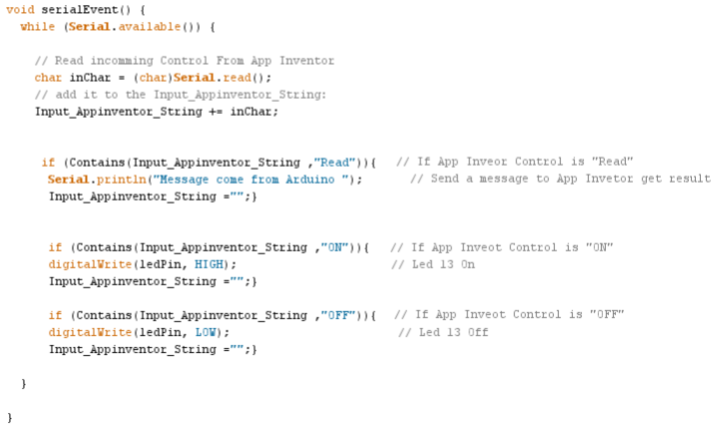 void serialEvent() {
while (Serial.available()) {
// Read incomming Control From App Inventor
char inChar = (char)Serial.read();
// add it to the Input_Appinventor_String:
Input_Appinventor_String += inChar;
if (Contains(Input_Appinventor_String ,"Read")){ // If App Inveor Control is "Read"
Serial.println("Message come from Arduino "); // Send a message to App Invetor get result
Input_Appinventor_String ="";}
if (Contains(Input_Appinventor_String ,"ON")){ // If App Inveot Control is "ON"
digitalWrite(ledPin, HIGH); // Led 13 On
Input_Appinventor_String ="";}
if (Contains(Input_Appinventor_String ,"OFF")){ // If App Inveot Control is "OFF"
digitalWrite(ledPin, LOW); // Led 13 Off
Input_Appinventor_String ="";}
}
}